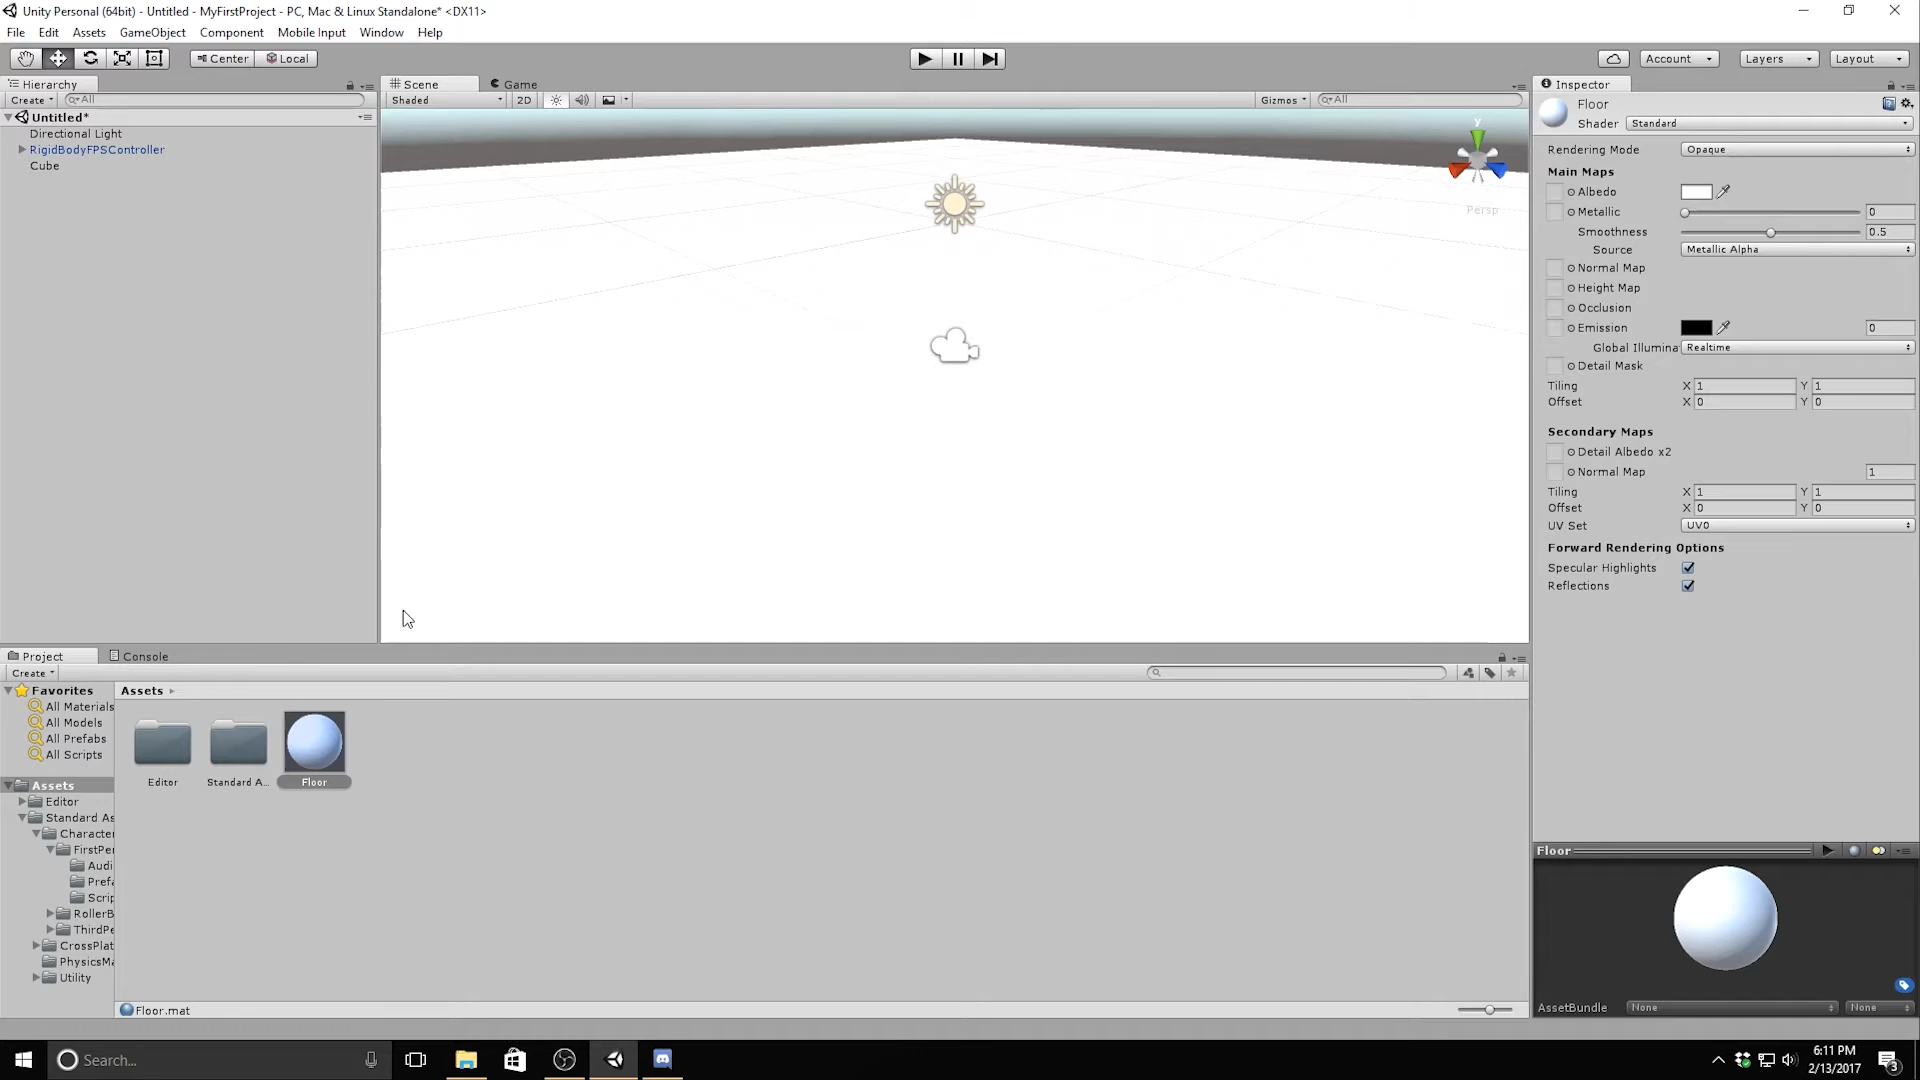 Unity Personal (64bit) - Untitled - MyFirstProject - PC, Mac & Linux Standalone* <DX11>
File Edit Assets GameObject Component Mobile Input Window Help
Center Local
Account Layers Layout
Hierarchy
Create All
Untitled*
Directional Light
RigidBodyFPSController
Cube
Scene Game
Shaded 2D Gizmos All
y
Persp
Inspector
Floor
Shader Standard
Rendering Mode Opaque
Main Maps
Albedo
Metallic 0
Smoothness 0.5
Source Metallic Alpha
Normal Map
Height Map
Occlusion
Emission 0
Global Illumina Realtime
Detail Mask
Tiling X 1 Y 1
Offset X 0 Y 0
Secondary Maps
Detail Albedo x2
Normal Map 1
Tiling X 1 Y 1
Offset X 0 Y 0
UV Set UV0
Forward Rendering Options
Specular Highlights
Reflections
Project Console
Create
Favorites
All Materials
All Models
All Prefabs
All Scripts
Assets
Editor
Standard As
Character
FirstPer
Audi
Prefa
Scrip
RollerB
ThirdPe
CrossPlat
PhysicsMa
Utility
Assets
Editor Standard A... Floor
Floor.mat
Floor
AssetBundle None None
Search...
6:11 PM
2/13/2017
3